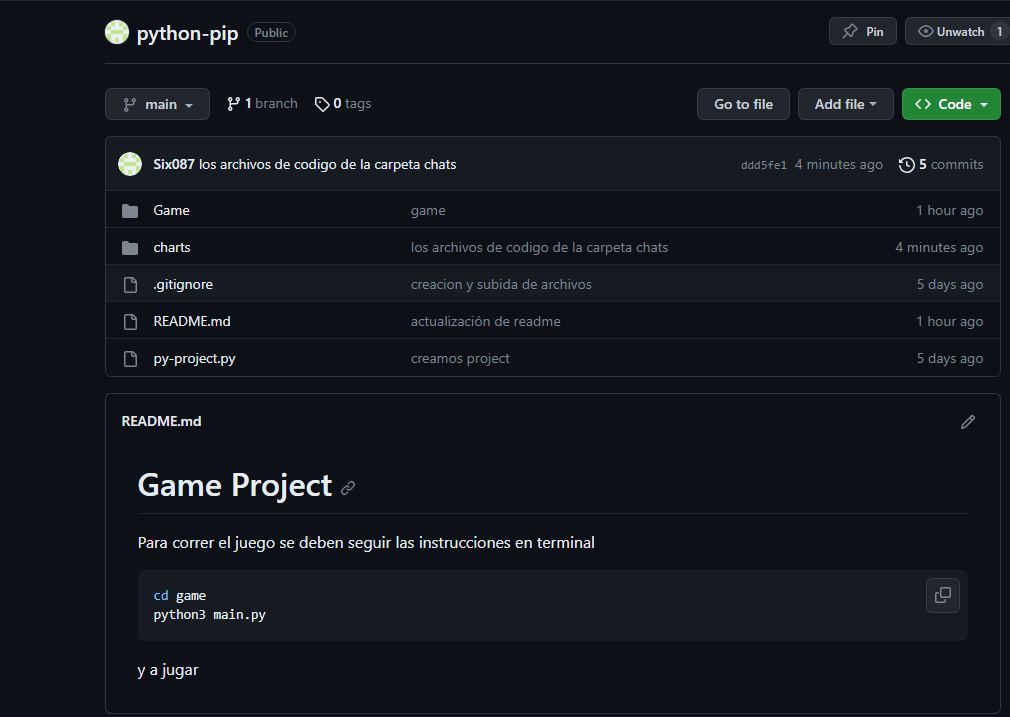 python-pip Public Pin Unwatch 1
main 1 branch 0 tags Go to file Add file <> Code
Six087 los archivos de codigo de la carpeta chats ddd5fe1 4 minutes ago 5 commits
Game game 1 hour ago
charts los archivos de codigo de la carpeta chats 4 minutes ago
.gitignore creacion y subida de archivos 5 days ago
README.md actualización de readme 1 hour ago
py-project.py creamos project 5 days ago
README.md
Game Project
Para correr el juego se deben seguir las instrucciones en terminal
cd game
python3 main.py
y a jugar